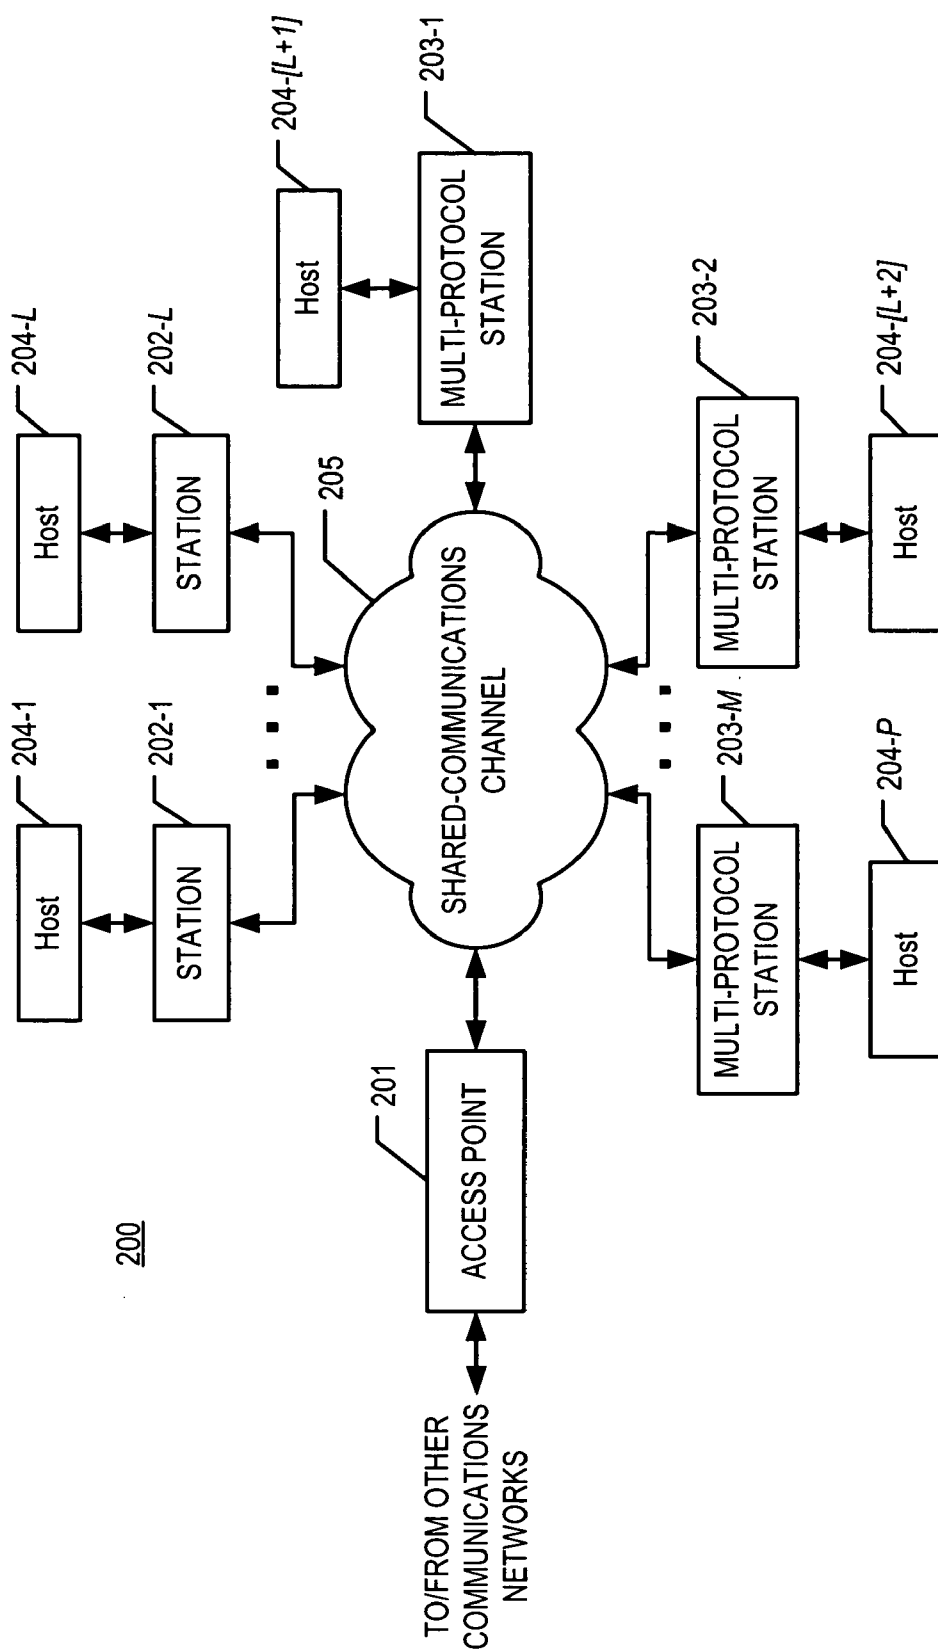 200
204-1
Host
202-1
STATION
204-L
Host
202-L
STATION
204-[L+1]
Host
203-1
MULTI-PROTOCOL
STATION
205
SHARED-COMMUNICATIONS
CHANNEL
201
ACCESS POINT
TO/FROM OTHER
COMMUNICATIONS
NETWORKS
203-M
MULTI-PROTOCOL
STATION
204-P
Host
203-2
MULTI-PROTOCOL
STATION
204-[L+2]
Host